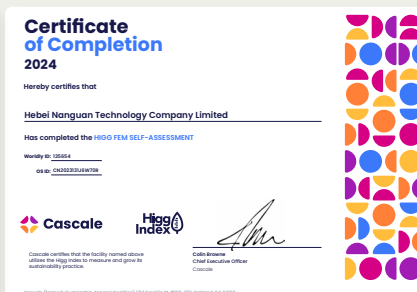 Certificate
of Completion
2024
Hereby certifies that
Hebei Nanguan Technology Company Limited
Has completed the HIGG FEM SELF-ASSESSMENT
Worldly ID: 135654
OS ID:
Cascale
Higg
Index
Cascale certifies that the facility named above
utilizes the Higg Index to measure and grow its
sustainability practice.
Colin Browne
Chief Executive Officer
Cascale